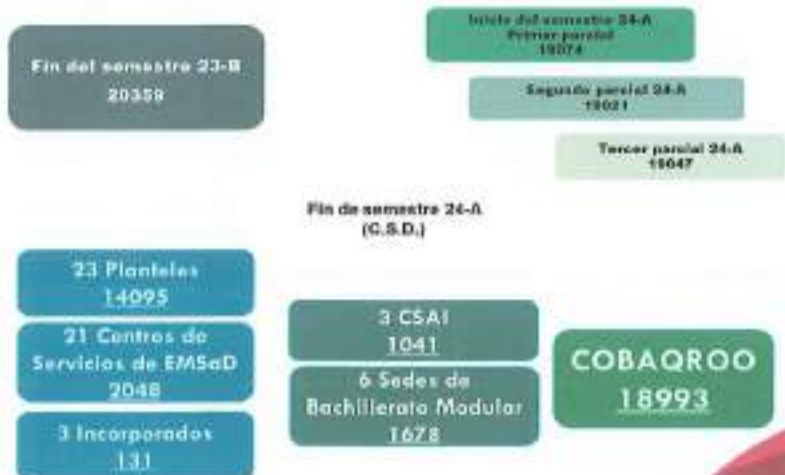 Fin del semestre 23-B
20359
Inicio del semestre 24-A
Primer parcial
19074
Segundo parcial 24-A
19021
Tercer parcial 24-A
19047
Fin de semestre 24-A
(C.S.D.)
23 Planteles
14095
21 Centros de
Servicios de EMSaD
2048
3 Incorporados
131
3 CSAI
1041
6 Sedes de
Bachillerato Modular
1678
COBAQROO
18993